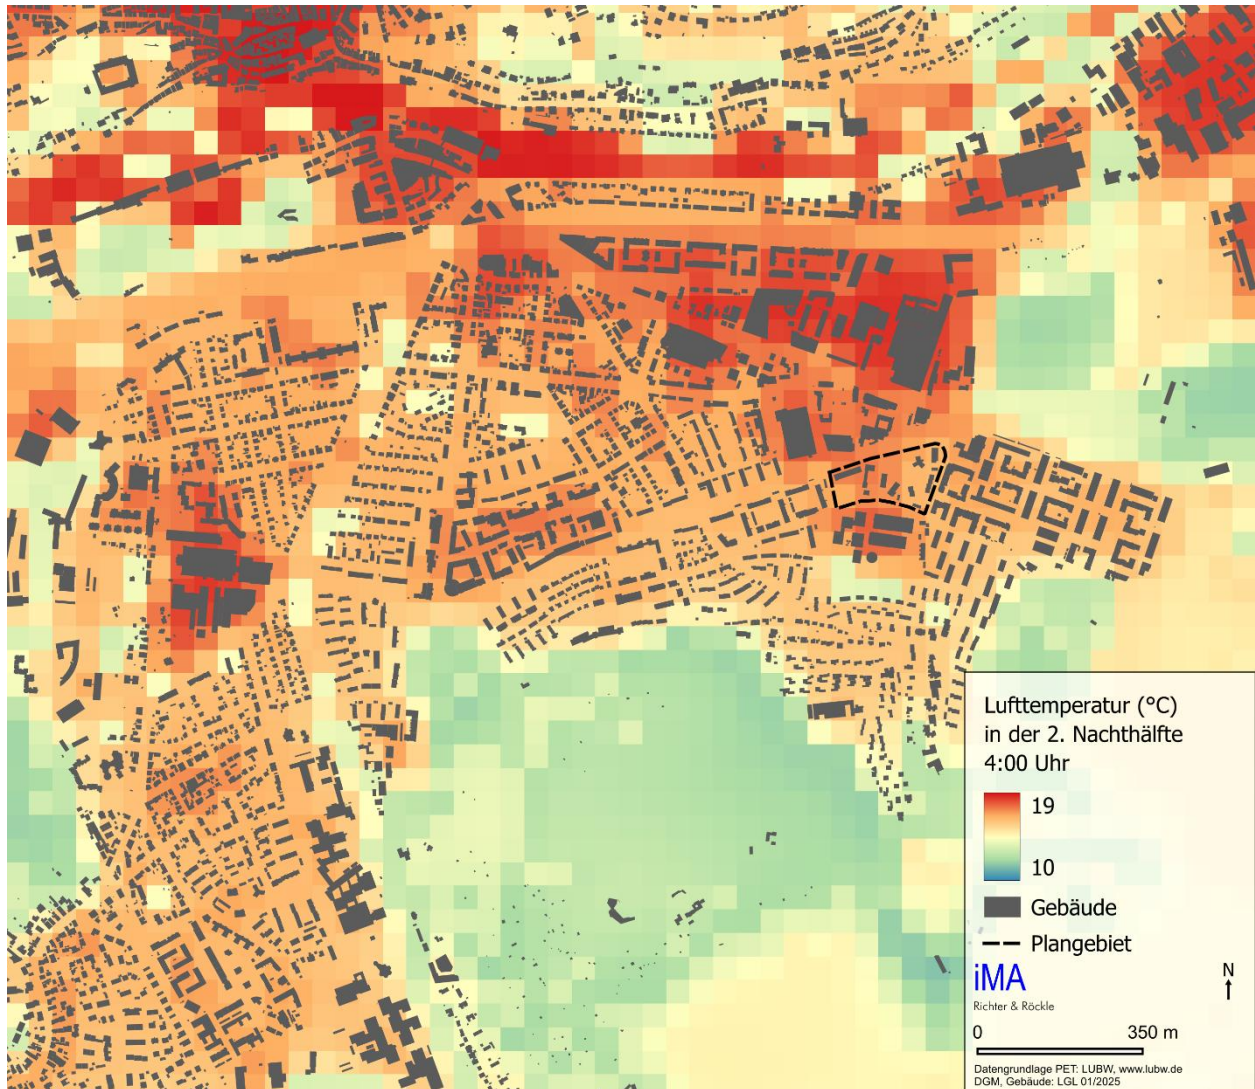 Lufttemperatur (°C)
in der 2. Nachthälfte
4:00 Uhr
19
10
Gebäude
Plangebiet
iMA
Richter & Röckle
N
0 350 m
Datengrundlage PET: LUBW, www.lubw.de
DGM, Gebäude: LGL 01/2025